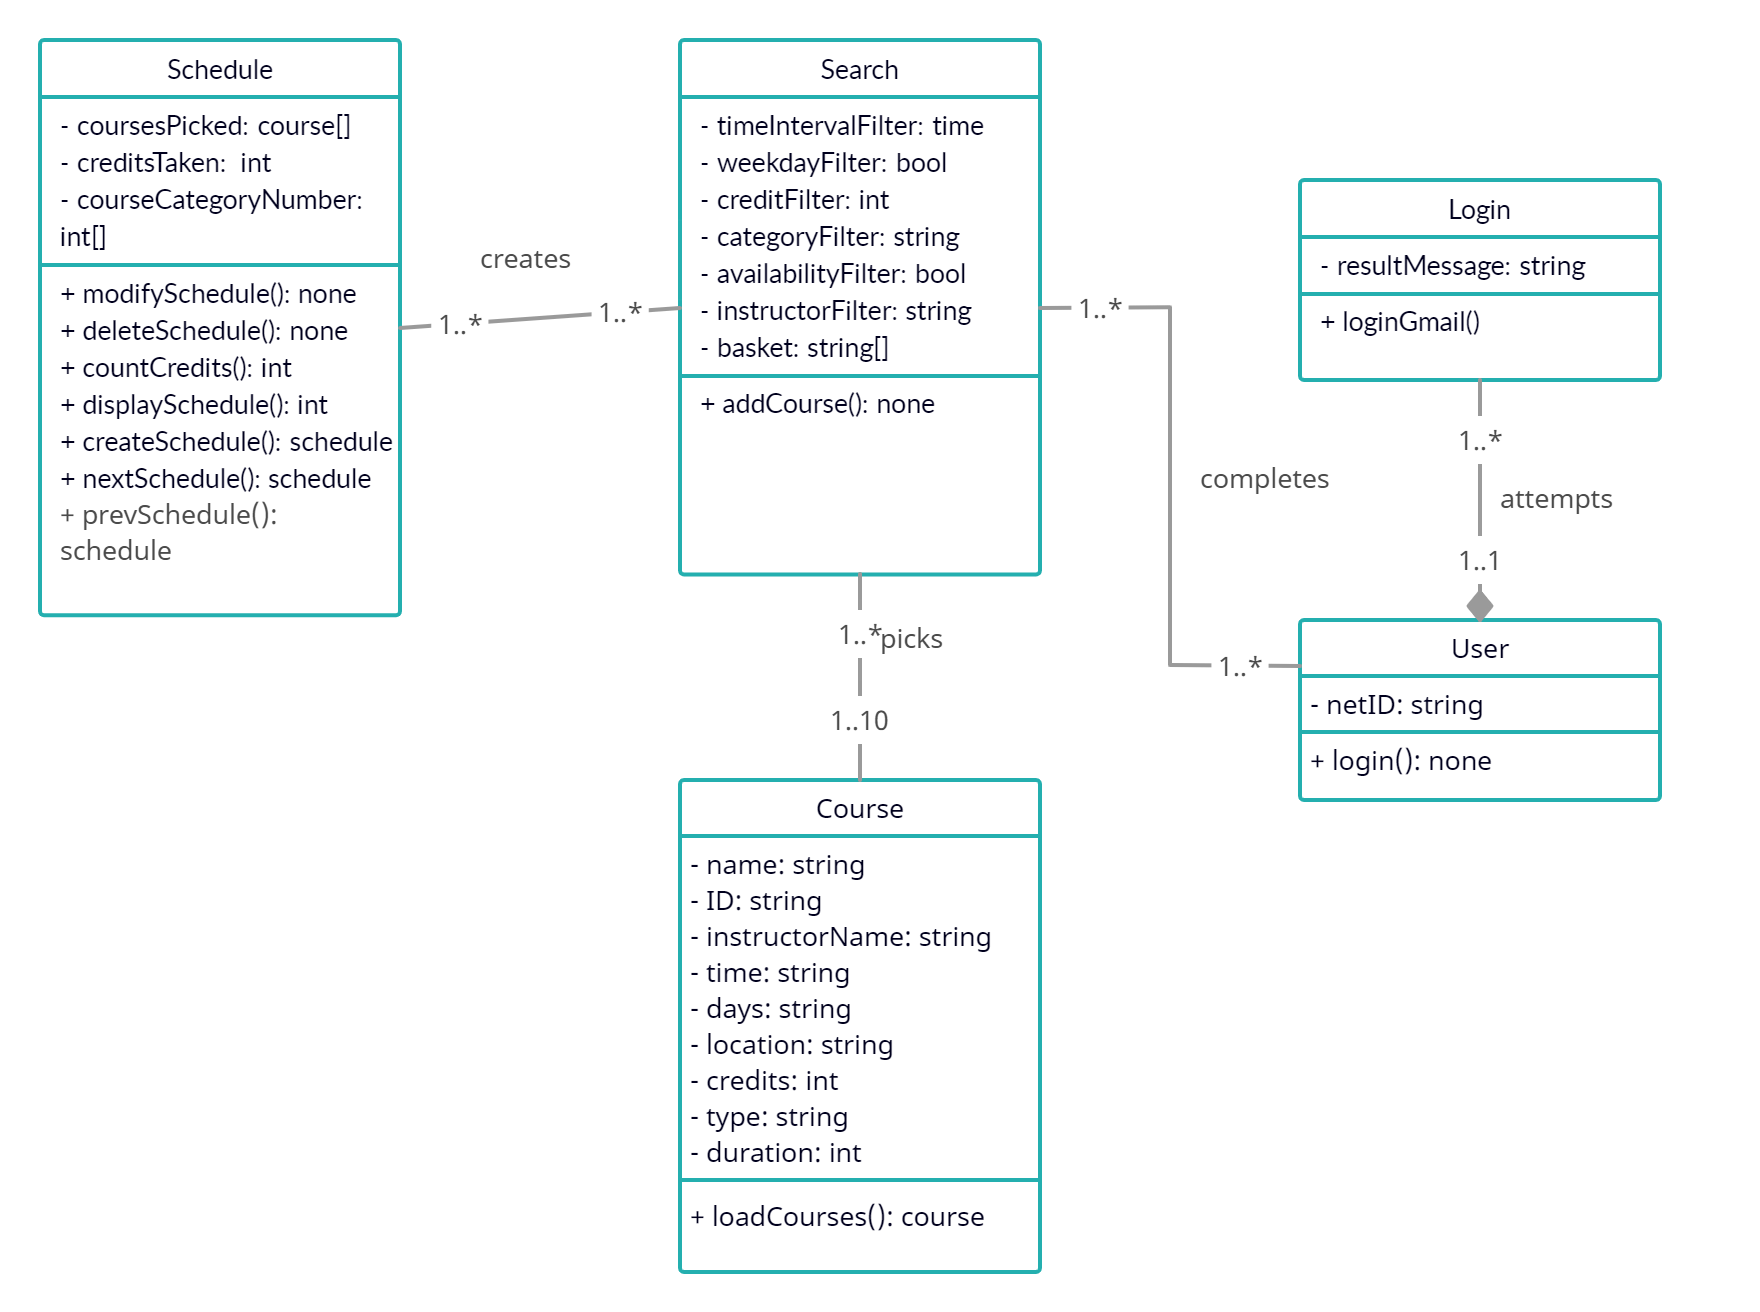 Schedule
- coursesPicked: course[]
- creditsTaken:  int
- courseCategoryNumber:
int[]
+ modifySchedule(): none
+ deleteSchedule(): none
+ countCredits(): int
+ displaySchedule(): int
+ createSchedule(): schedule
+ nextSchedule(): schedule
+ prevSchedule():
schedule
creates
1..*
1..*
Search
- timeIntervalFilter: time
- weekdayFilter: bool
- creditFilter: int
- categoryFilter: string
- availabilityFilter: bool
- instructorFilter: string
- basket: string[]
+ addCourse(): none
1..*
completes
1..*
Login
- resultMessage: string
+ loginGmail()
1..*
attempts
1..1
User
- netID: string
+ login(): none
1..*
picks
1..10
Course
- name: string
- ID: string
- instructorName: string
- time: string
- days: string
- location: string
- credits: int
- type: string
- duration: int
+ loadCourses(): course